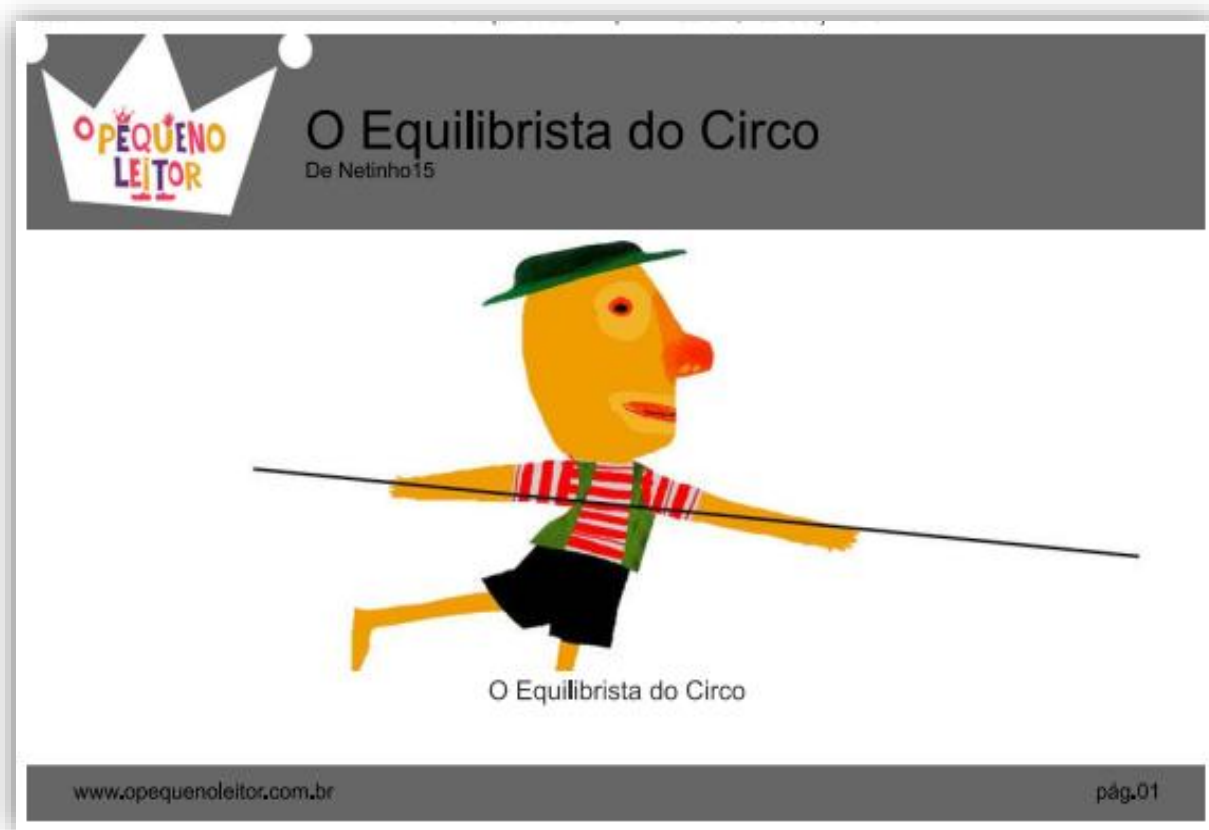 O PEQUENO
LEITOR
O Equilibrista do Circo
De Netinho15
O Equilibrista do Circo
www.opequenoleitor.com.br
pág.01